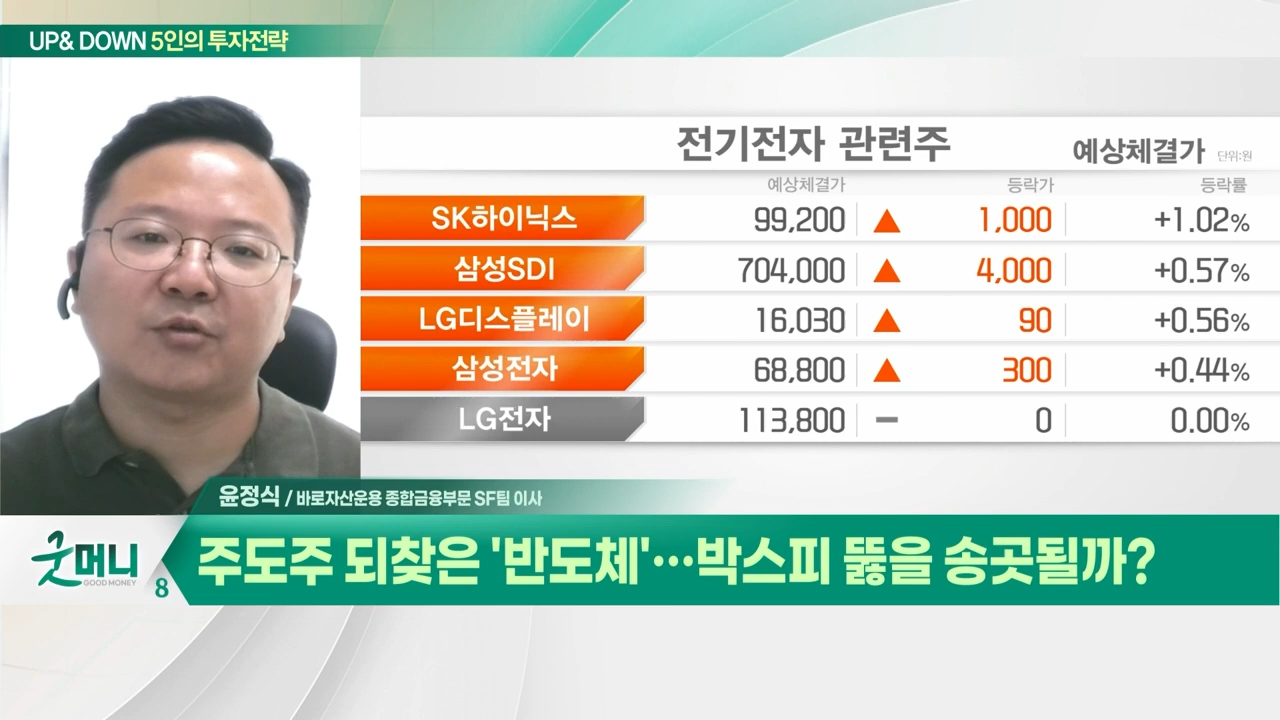 UP& DOWN 5인의 투자전략
전기전자 관련주 예상체결가 단위:원
예상체결가 등락가 등락률
SK하이닉스 99,200 ▲ 1,000 +1.02%
삼성SDI 704,000 ▲ 4,000 +0.57%
LG디스플레이 16,030 ▲ 90 +0.56%
삼성전자 68,800 ▲ 300 +0.44%
LG전자 113,800 - 0 0.00%
윤정식 / 바로자산운용 종합금융부문 SF팀 이사
굿머니
GOOD MONEY
8
주도주 되찾은 '반도체'…박스피 뚫을 송곳될까?